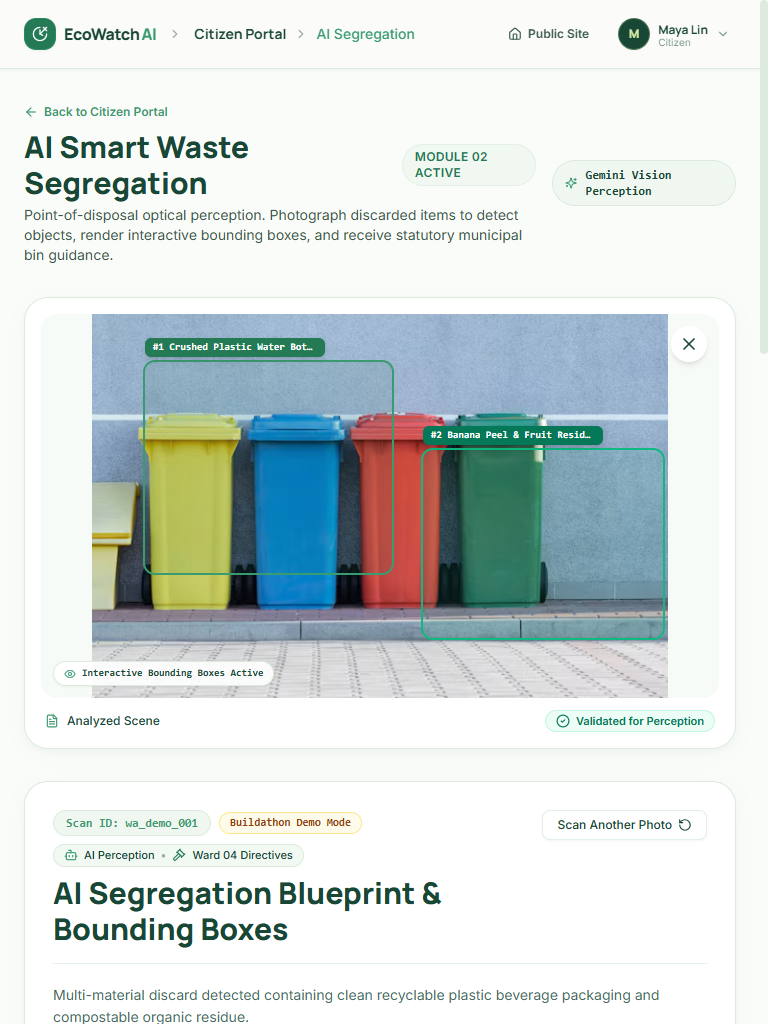 EcoWatch AI > Citizen Portal > AI Segregation
Public Site
M
Maya Lin
Citizen
← Back to Citizen Portal
AI Smart Waste
Segregation
MODULE 02
ACTIVE
Gemini Vision
Perception
Point-of-disposal optical perception. Photograph discarded items to detect
objects, render interactive bounding boxes, and receive statutory municipal
bin guidance.
#1 Crushed Plastic Water Bot…
#2 Banana Peel & Fruit Resid…
Interactive Bounding Boxes Active
Analyzed Scene
Validated for Perception
Scan ID: wa_demo_001
Buildathon Demo Mode
Scan Another Photo
AI Perception • Ward 04 Directives
AI Segregation Blueprint &
Bounding Boxes
Multi-material discard detected containing clean recyclable plastic beverage packaging and
compostable organic residue.